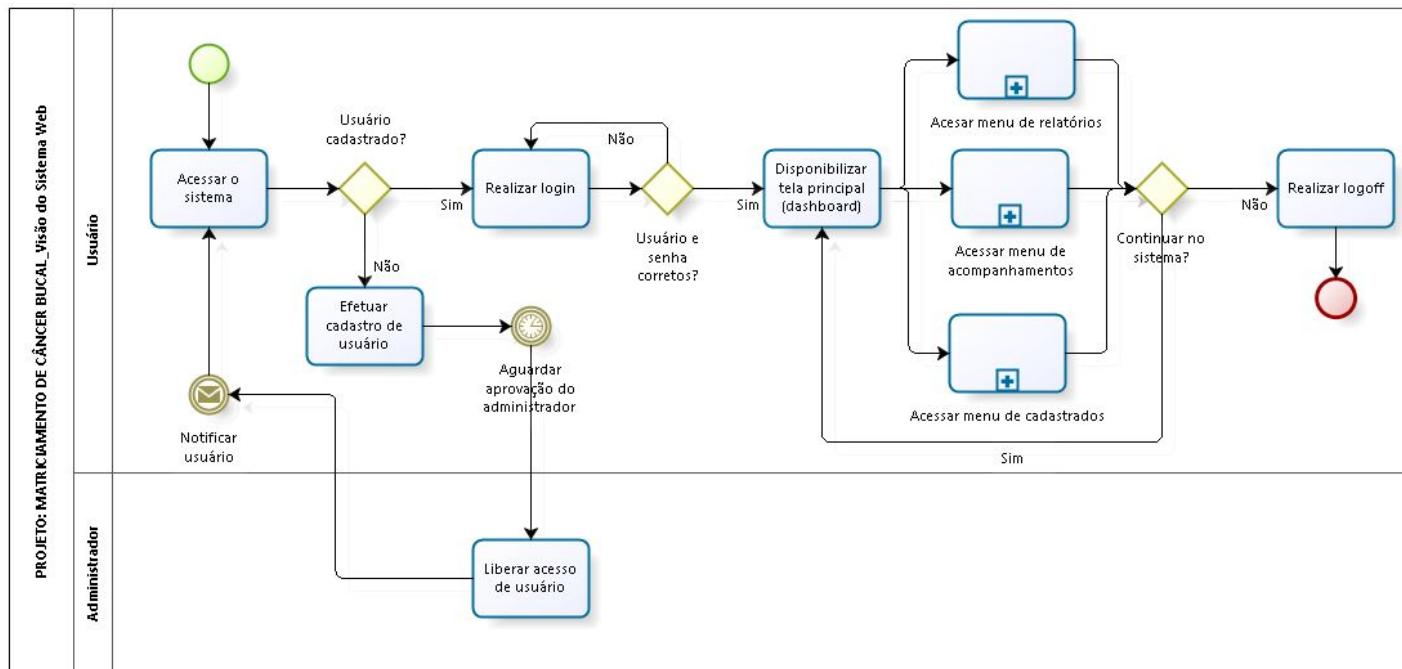 PROJETO: MATRICIAMENTO DE CÂNCER BUCAL_Visão do Sistema Web
Usuário
Acessar o
sistema
Usuário
cadastrado?
Sim
Não
Realizar login
Não
Usuário e
senha
corretos?
Sim
Efetuar
cadastro de
usuário
Aguardar
aprovação do
administrador
Notificar
usuário
Disponibilizar
tela principal
(dashboard)
Acesar menu de relatórios
Acessar menu de
acompanhamentos
Acessar menu de cadastrados
Continuar no
sistema?
Sim
Não
Realizar logoff
Administrador
Liberar acesso
de usuário